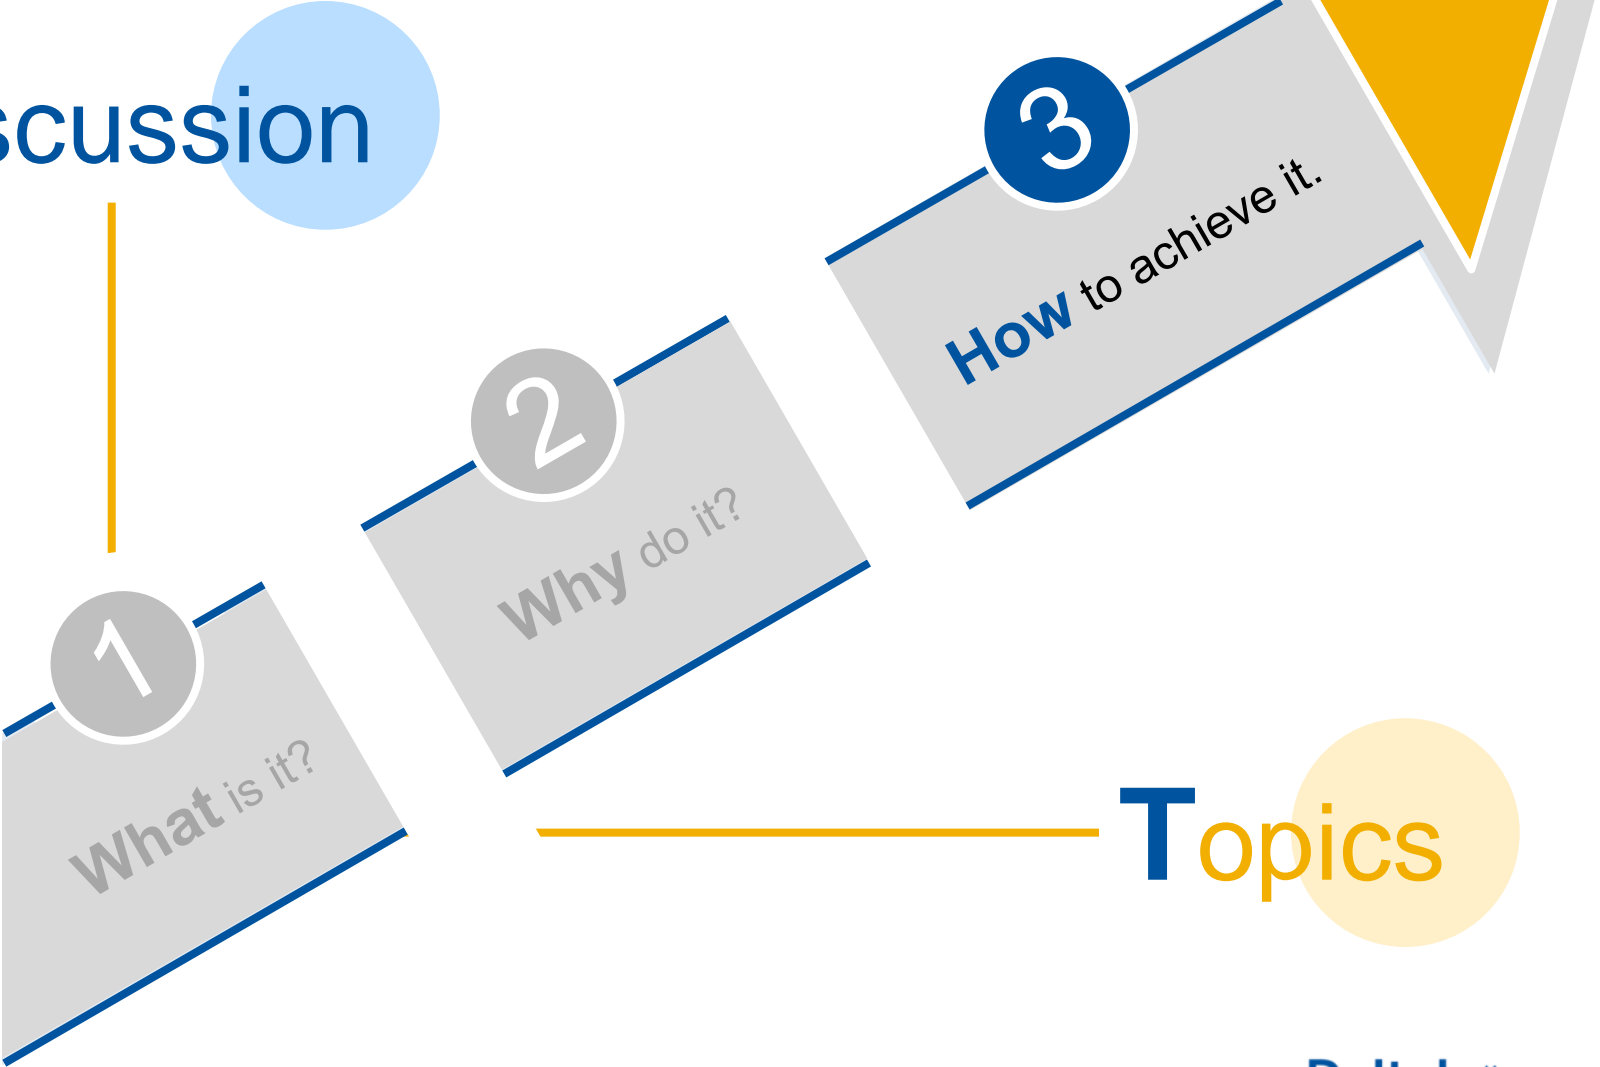 scussion
3
How to achieve it.
2
Why do it?
1
What is it?
Topics